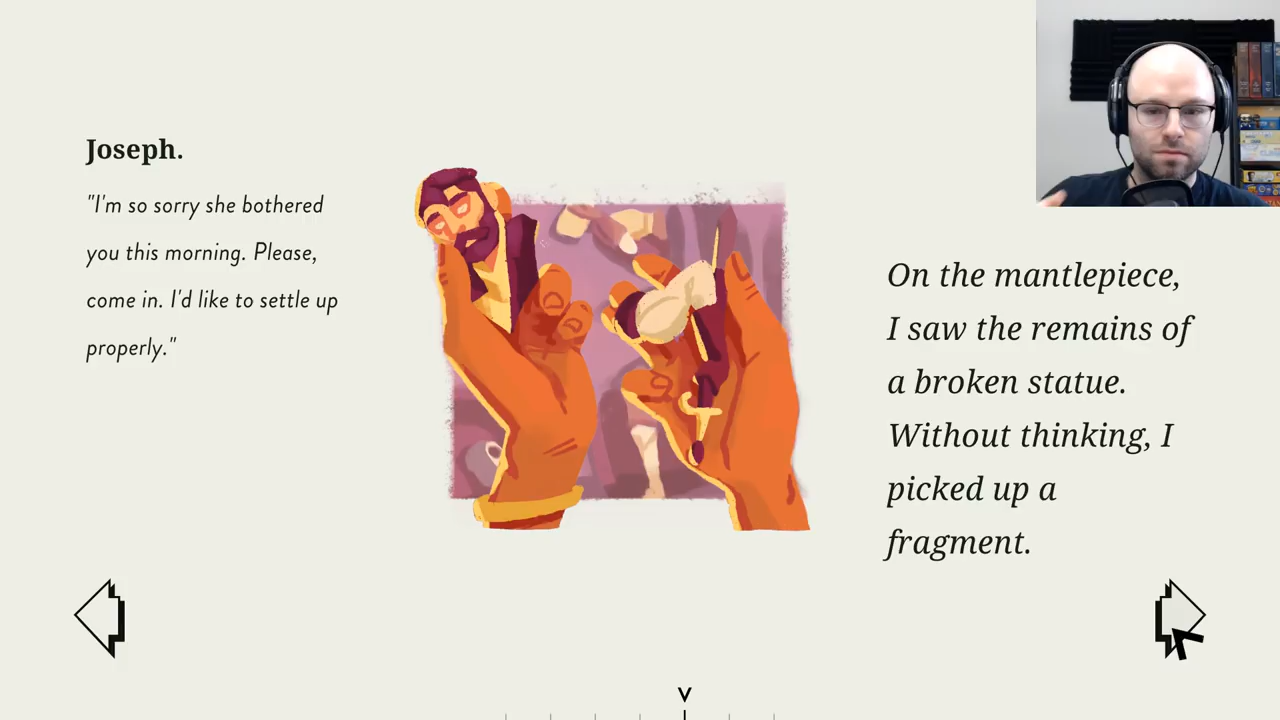 Joseph.
"I'm so sorry she bothered
you this morning. Please,
come in. I'd like to settle up
properly."
On the mantlepiece,
I saw the remains of
a broken statue.
Without thinking, I
picked up a
fragment.